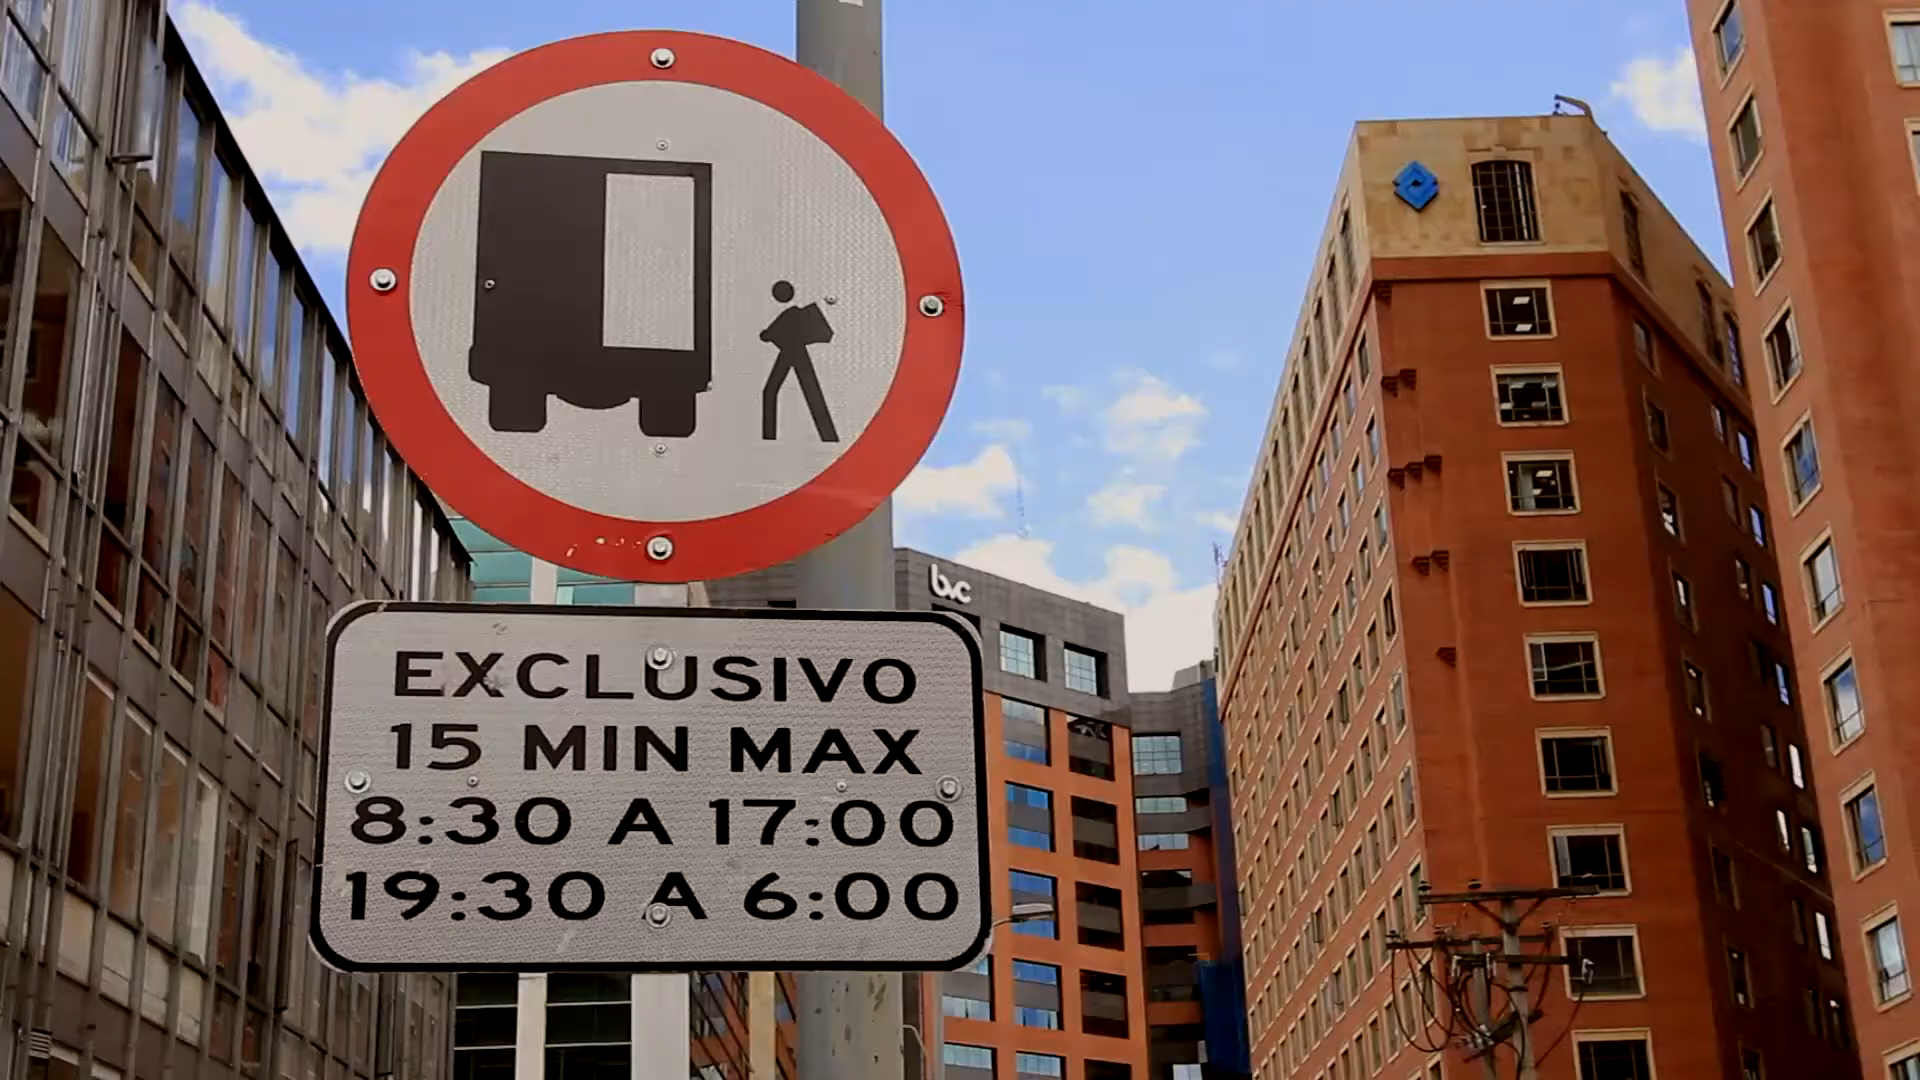 EXCLUSIVO
15 MIN MAX
8:30 A 17:00
19:30 A 6:00
bvc